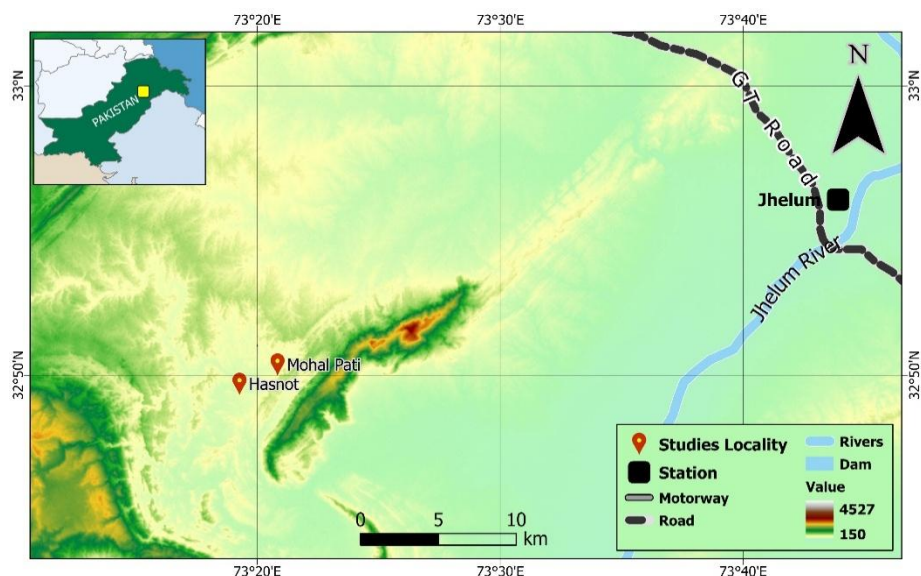 73°20'E
73°30'E
73°40'E
33°N
33°N
N
PAKISTAN
GT Road
Jhelum
Jhelum River
Mohal Pati
Hasnot
32°50'N
32°50'N
Studies Locality
Station
Motorway
Road
Rivers
Dam
Value
4527
150
0 5 10
km
73°20'E
73°30'E
73°40'E